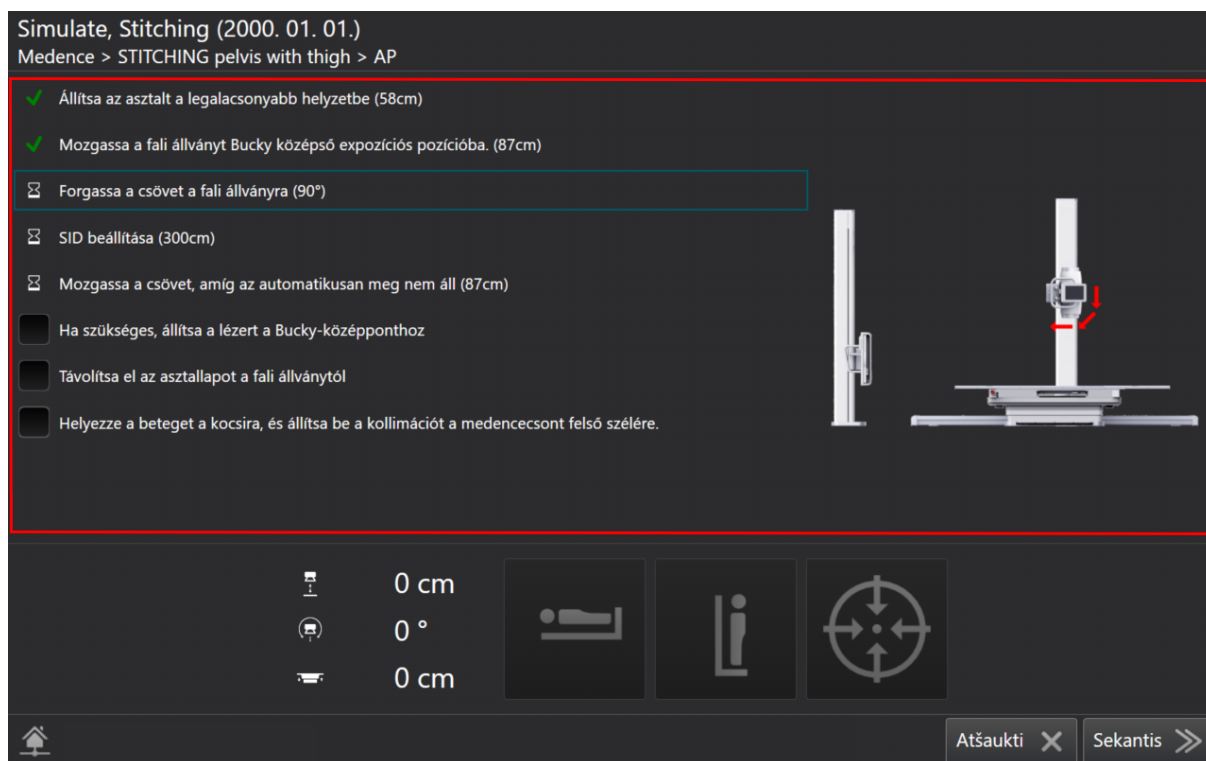 Simulate, Stitching (2000. 01. 01.)
Medence > STITCHING pelvis with thigh > AP
Állítsa az asztalt a legalacsonyabb helyzetbe (58cm)
Mozgassa a fali állványt Bucky középső expozíciós pozícióba. (87cm)
Forgassa a csövet a fali állványra (90°)
SID beállítása (300cm)
Mozgassa a csövet, amíg az automatikusan meg nem áll (87cm)
Ha szükséges, állítsa a lézert a Bucky-középponthoz
Távolítsa el az asztallapot a fali állványtól
Helyezze a beteget a kocsira, és állítsa be a kollimációt a medencecsont felső szélére.
0 cm
0 °
0 cm
Atšaukti
Sekantis